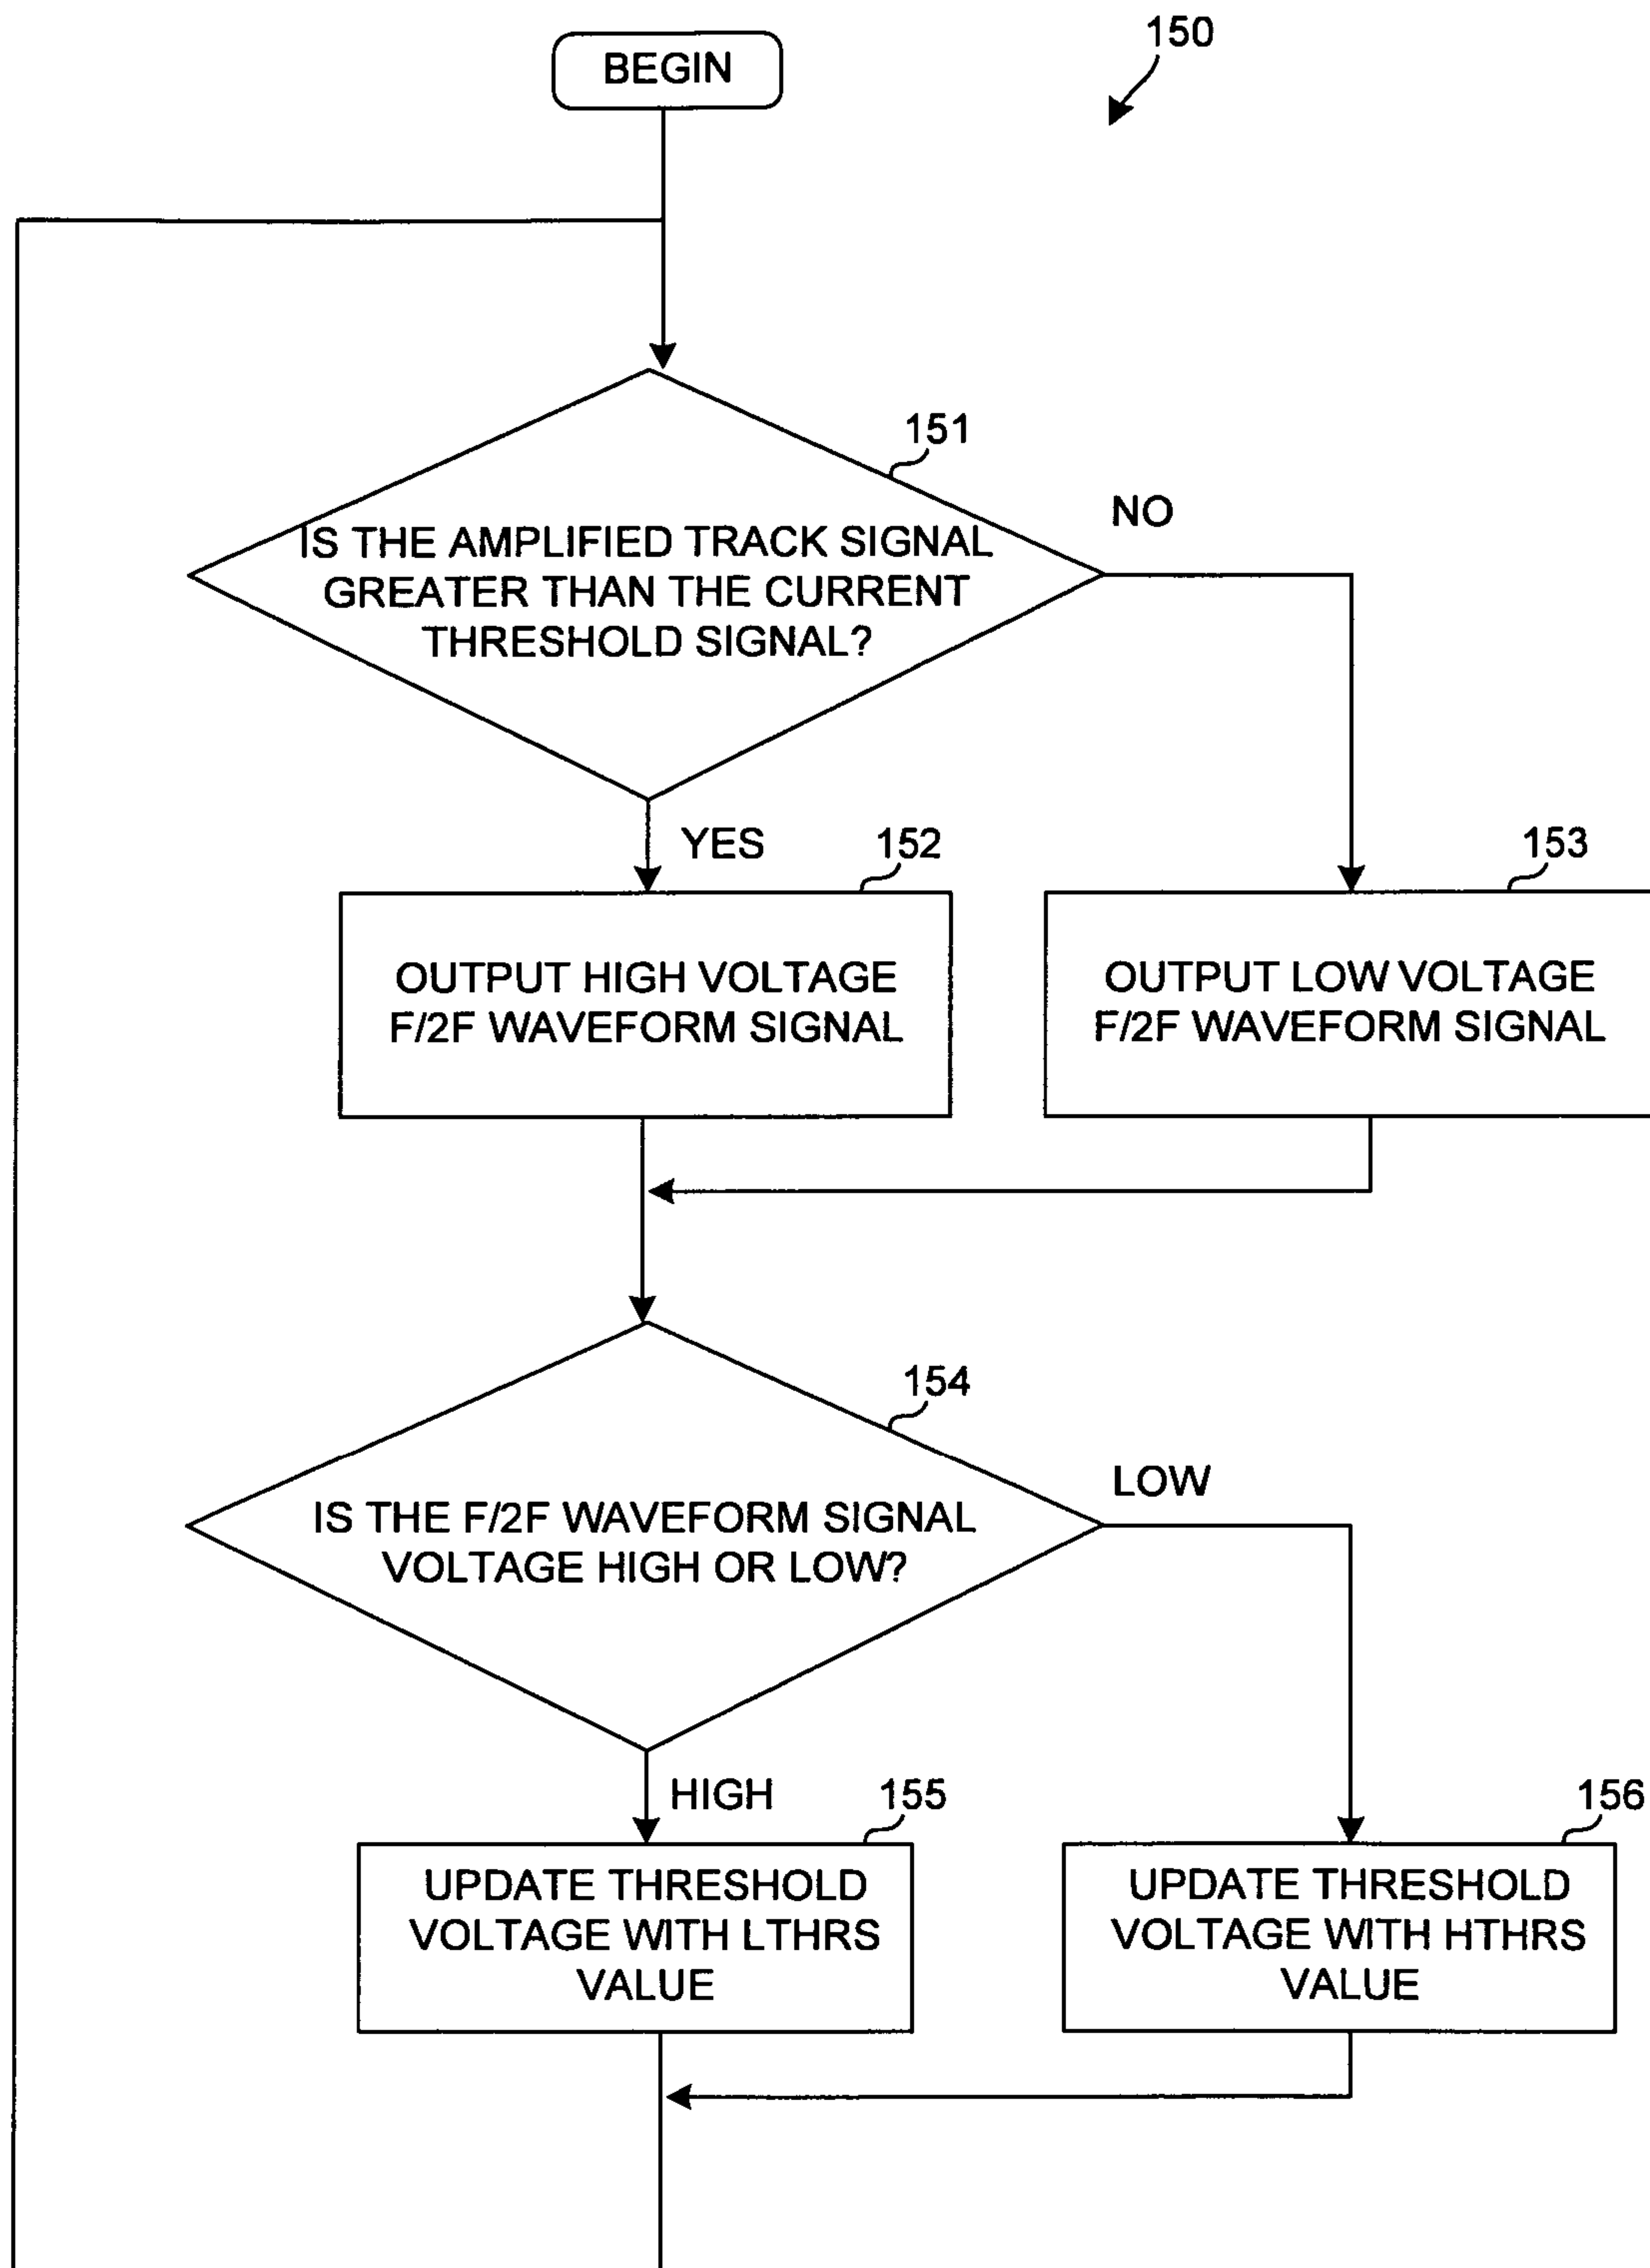 BEGIN
150
151
IS THE AMPLIFIED TRACK SIGNAL
GREATER THAN THE CURRENT
THRESHOLD SIGNAL?
NO
YES
152
153
OUTPUT HIGH VOLTAGE
F/2F WAVEFORM SIGNAL
OUTPUT LOW VOLTAGE
F/2F WAVEFORM SIGNAL
154
IS THE F/2F WAVEFORM SIGNAL
VOLTAGE HIGH OR LOW?
LOW
HIGH
155
156
UPDATE THRESHOLD
VOLTAGE WITH LTHRS
VALUE
UPDATE THRESHOLD
VOLTAGE WITH HTHRS
VALUE